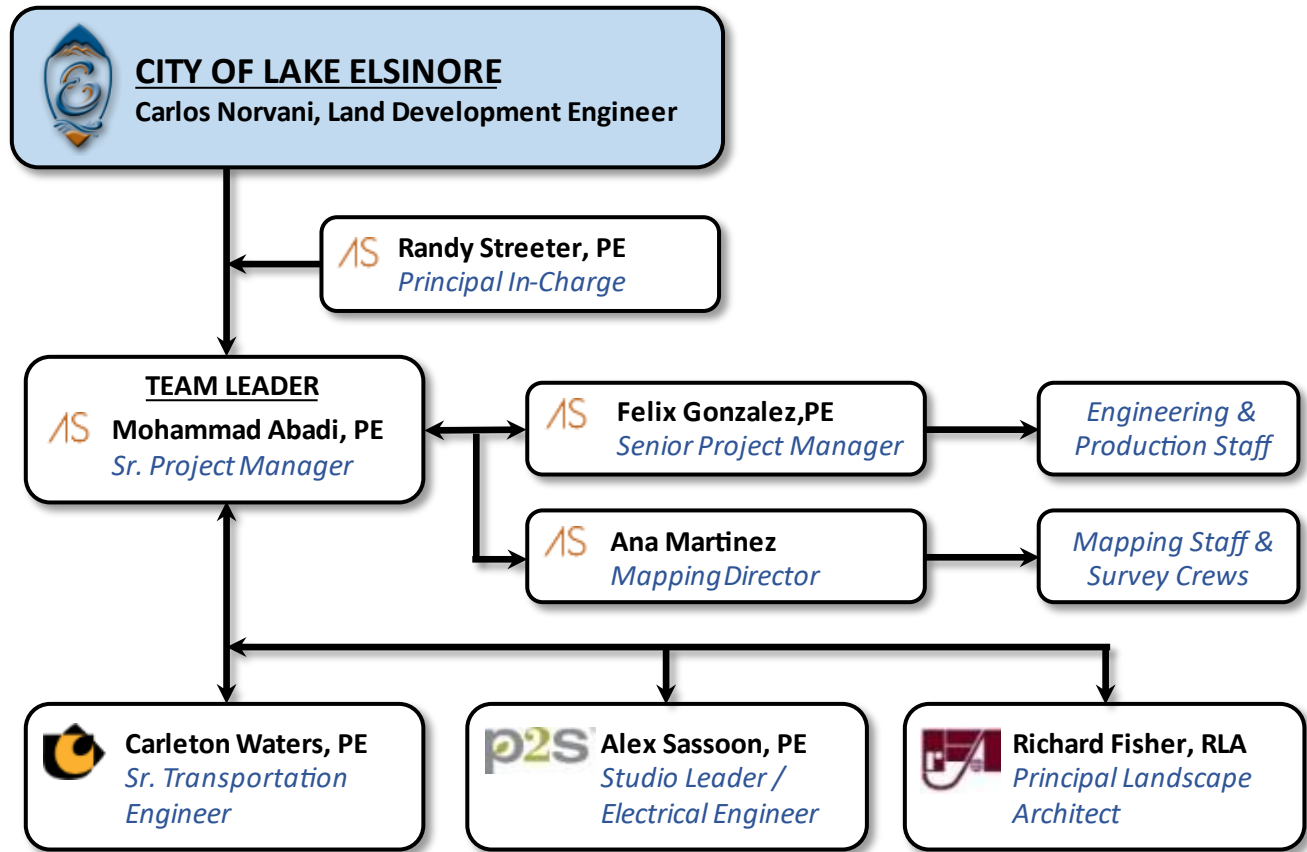 CITY OF LAKE ELSINORE
Carlos Norvani, Land Development Engineer
AS Randy Streeter, PE
Principal In-Charge
TEAM LEADER
AS Mohammad Abadi, PE
Sr. Project Manager
AS Felix Gonzalez,PE
Senior Project Manager
Engineering &
Production Staff
AS Ana Martinez
Mapping Director
Mapping Staff &
Survey Crews
Carleton Waters, PE
Sr. Transportation
Engineer
p2s Alex Sassoon, PE
Studio Leader /
Electrical Engineer
rfA Richard Fisher, RLA
Principal Landscape
Architect